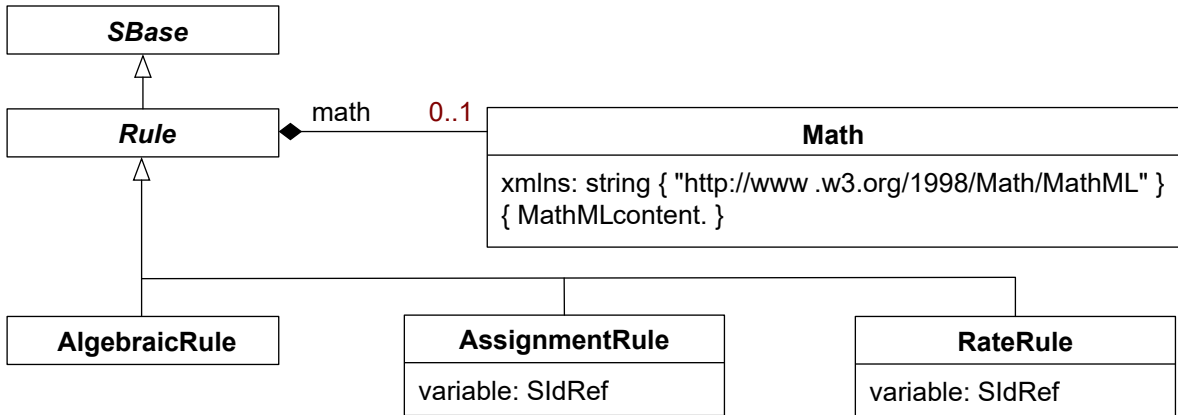 SBase
Rule
math 0..1
Math
xmlns: string { "http://www .w3.org/1998/Math/MathML" }
{ MathMLcontent. }
AlgebraicRule
AssignmentRule
variable: SIdRef
RateRule
variable: SIdRef